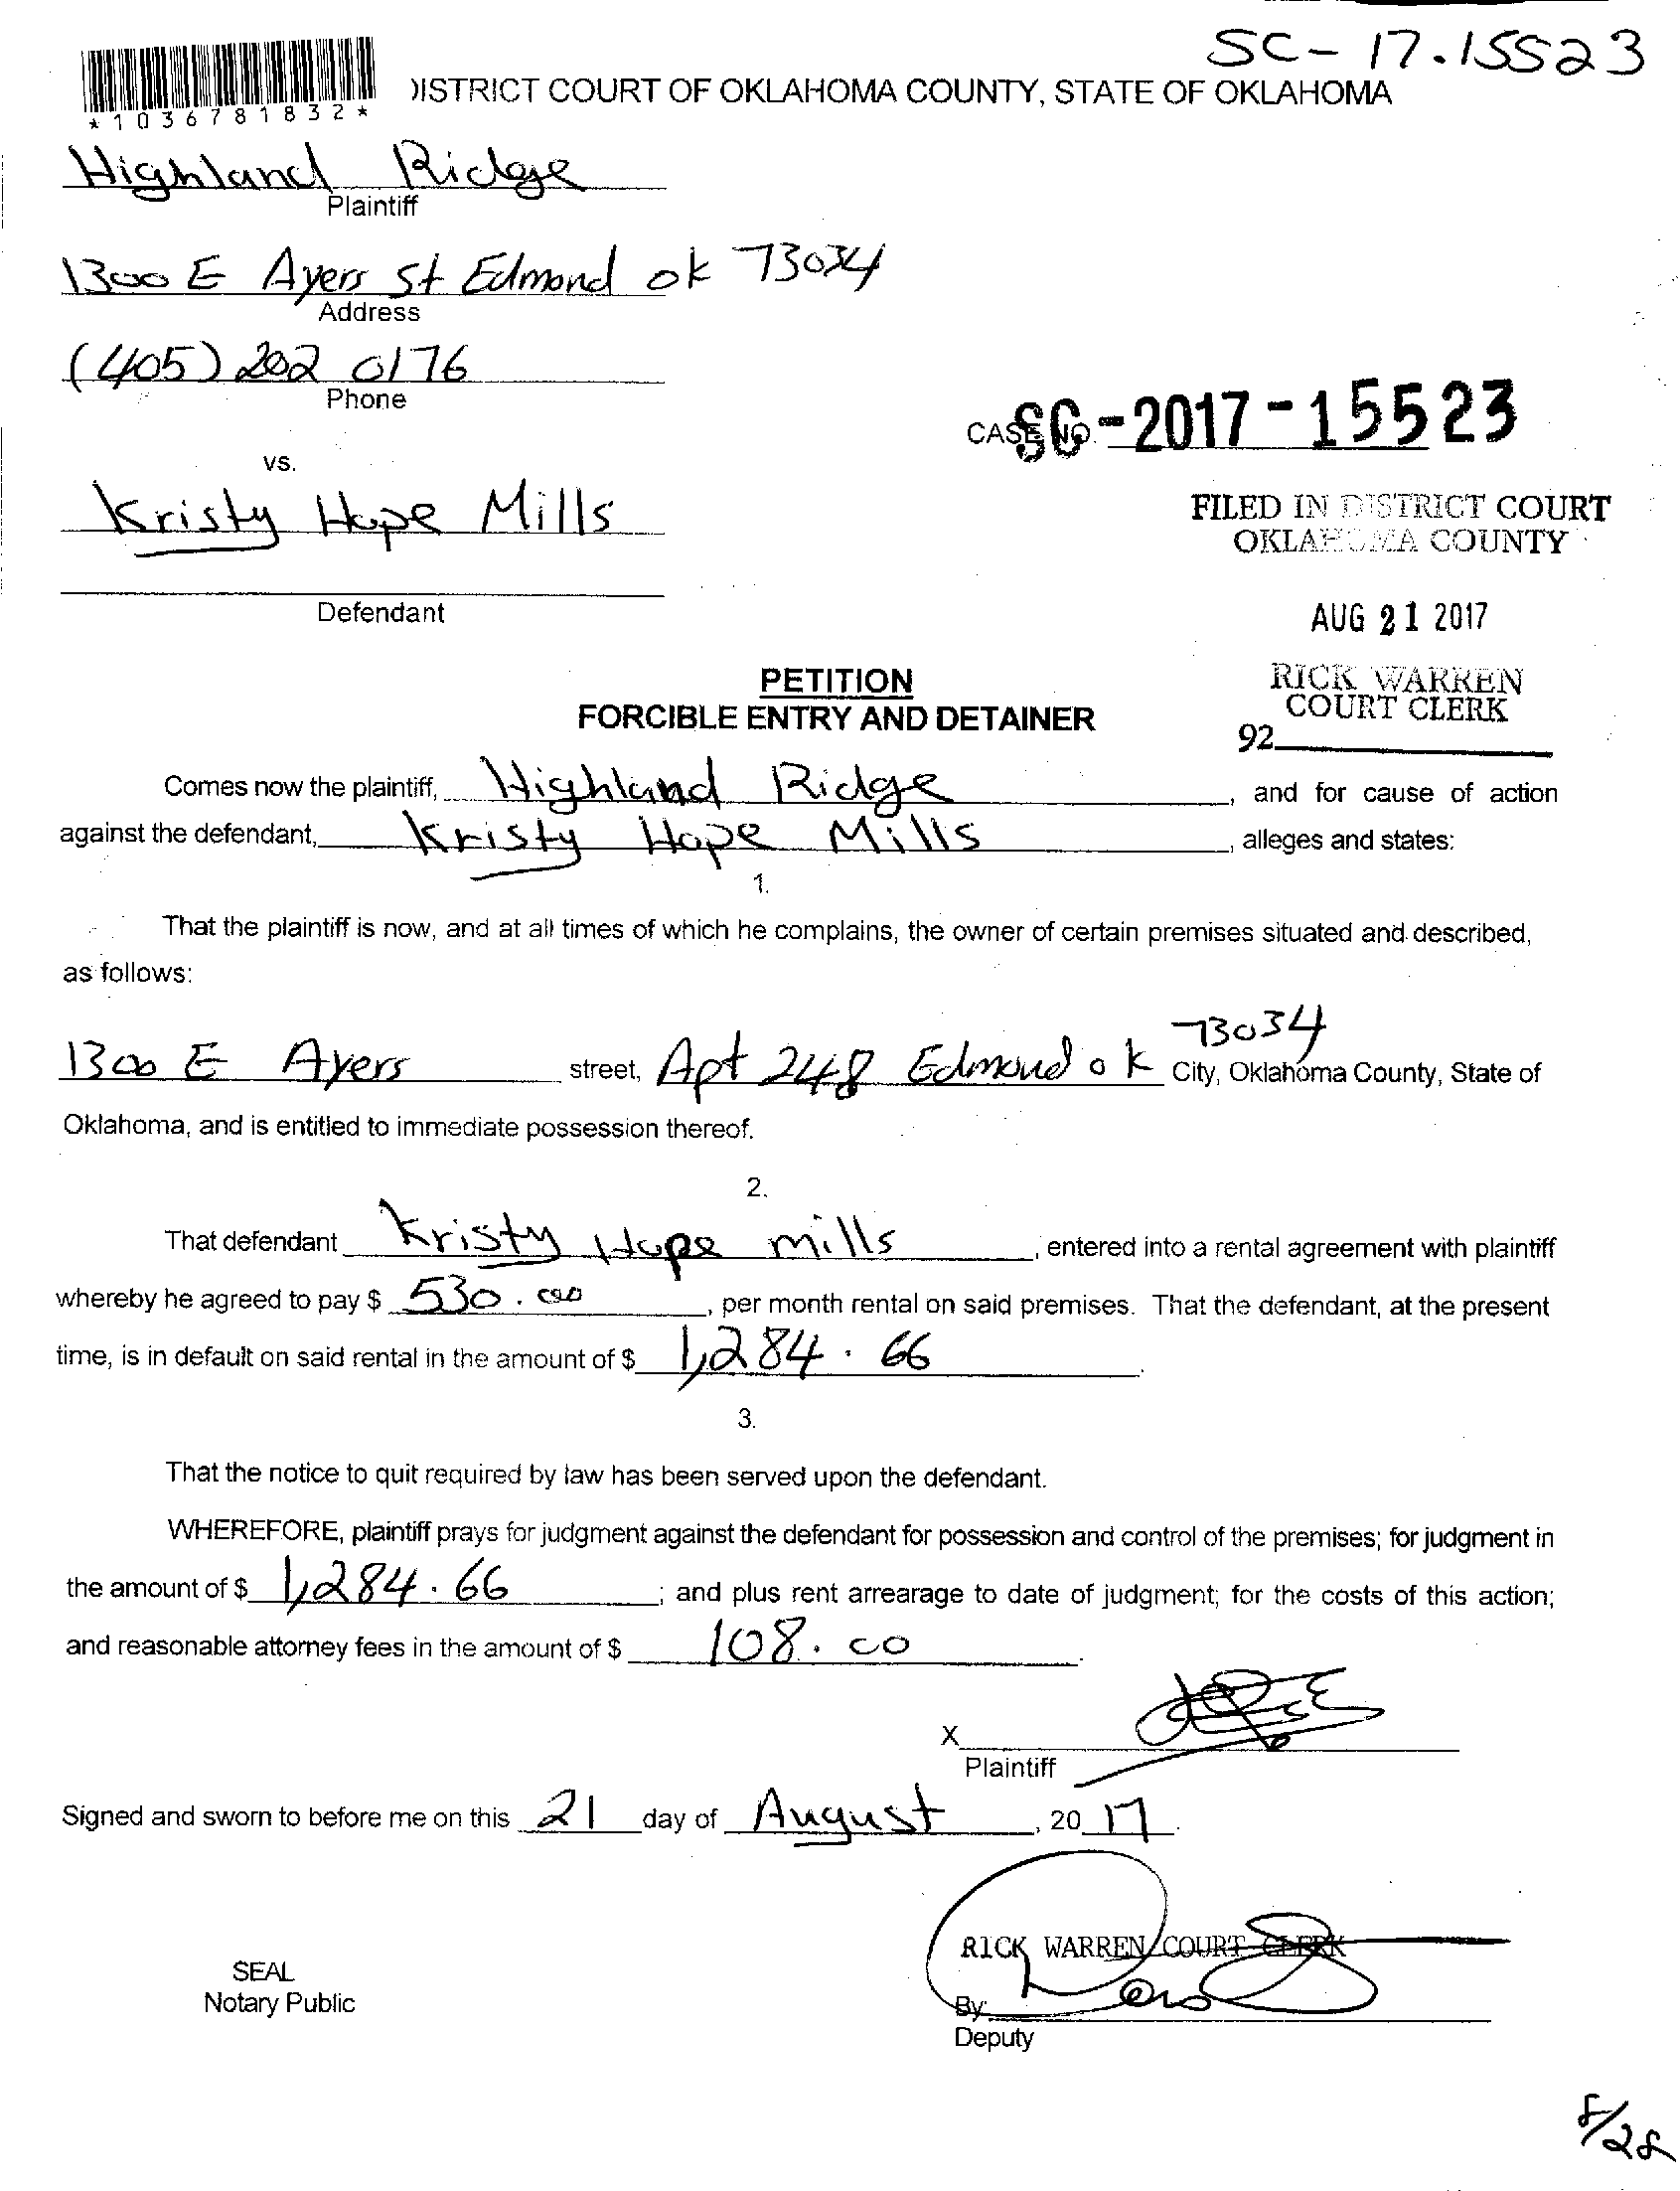 SC-17.15523
*1036781832*
DISTRICT COURT OF OKLAHOMA COUNTY, STATE OF OKLAHOMA
Highland Ridge
Plaintiff
1300 E Ayers St Edmond ok 73034
Address
(405) 202 0176
Phone
CASE NO. SC-2017-15523
vs.
Kristy Hope Mills
FILED IN DISTRICT COURT
OKLAHOMA COUNTY
Defendant
AUG 21 2017
PETITION
RICK WARREN
COURT CLERK
FORCIBLE ENTRY AND DETAINER
92
Comes now the plaintiff, Highland Ridge, and for cause of action
against the defendant, Kristy Hope Mills, alleges and states:
1.
That the plaintiff is now, and at all times of which he complains, the owner of certain premises situated and described,
as follows:
1300 E Ayers street, Apt 248 Edmond ok 73034 City, Oklahoma County, State of
Oklahoma, and is entitled to immediate possession thereof.
2.
That defendant Kristy Hope mills, entered into a rental agreement with plaintiff
whereby he agreed to pay $ 530.00, per month rental on said premises. That the defendant, at the present
time, is in default on said rental in the amount of $ 1,284.66.
3.
That the notice to quit required by law has been served upon the defendant.
WHEREFORE, plaintiff prays for judgment against the defendant for possession and control of the premises; for judgment in
the amount of $ 1,284.66; and plus rent arrearage to date of judgment; for the costs of this action;
and reasonable attorney fees in the amount of $ 108.00.
X
Plaintiff
Signed and sworn to before me on this 21 day of August, 2017.
RICK WARREN COURT CLERK
SEAL
Notary Public
By:
Deputy
8/28